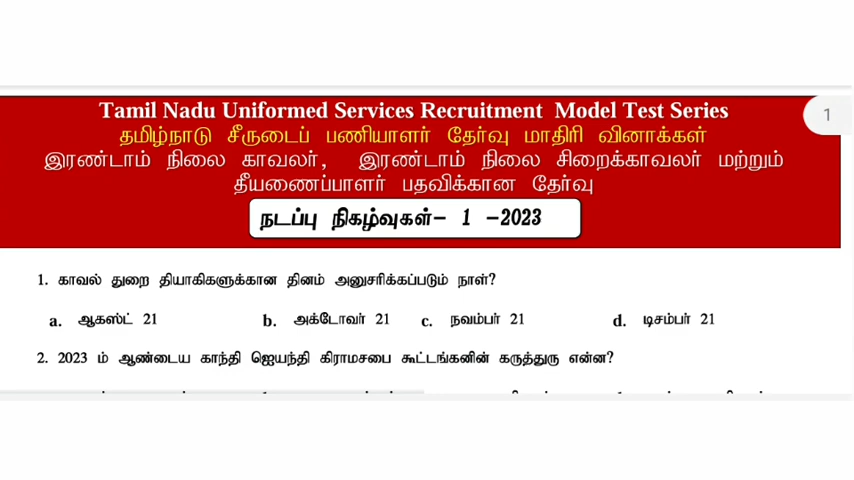 Tamil Nadu Uniformed Services Recruitment Model Test Series
1
தமிழ்நாடு சீருடைப் பணியாளர் தேர்வு மாதிரி வினாக்கள்
இரண்டாம் நிலை காவலர், இரண்டாம் நிலை சிறைக்காவலர் மற்றும்
தீயணைப்பாளர் பதவிக்கான தேர்வு
நடப்பு நிகழ்வுகள்- 1 -2023
1. காவல் துறை தியாகிகளுக்கான தினம் அனுசரிக்கப்படும் நாள்?
a. ஆகஸ்ட் 21 b. அக்டோவர் 21 c. நவம்பர் 21 d. டிசம்பர் 21
2. 2023 ம் ஆண்டைய காந்தி ஜெயந்தி கிராமசபை கூட்டங்கனின் கருத்துரு என்ன?